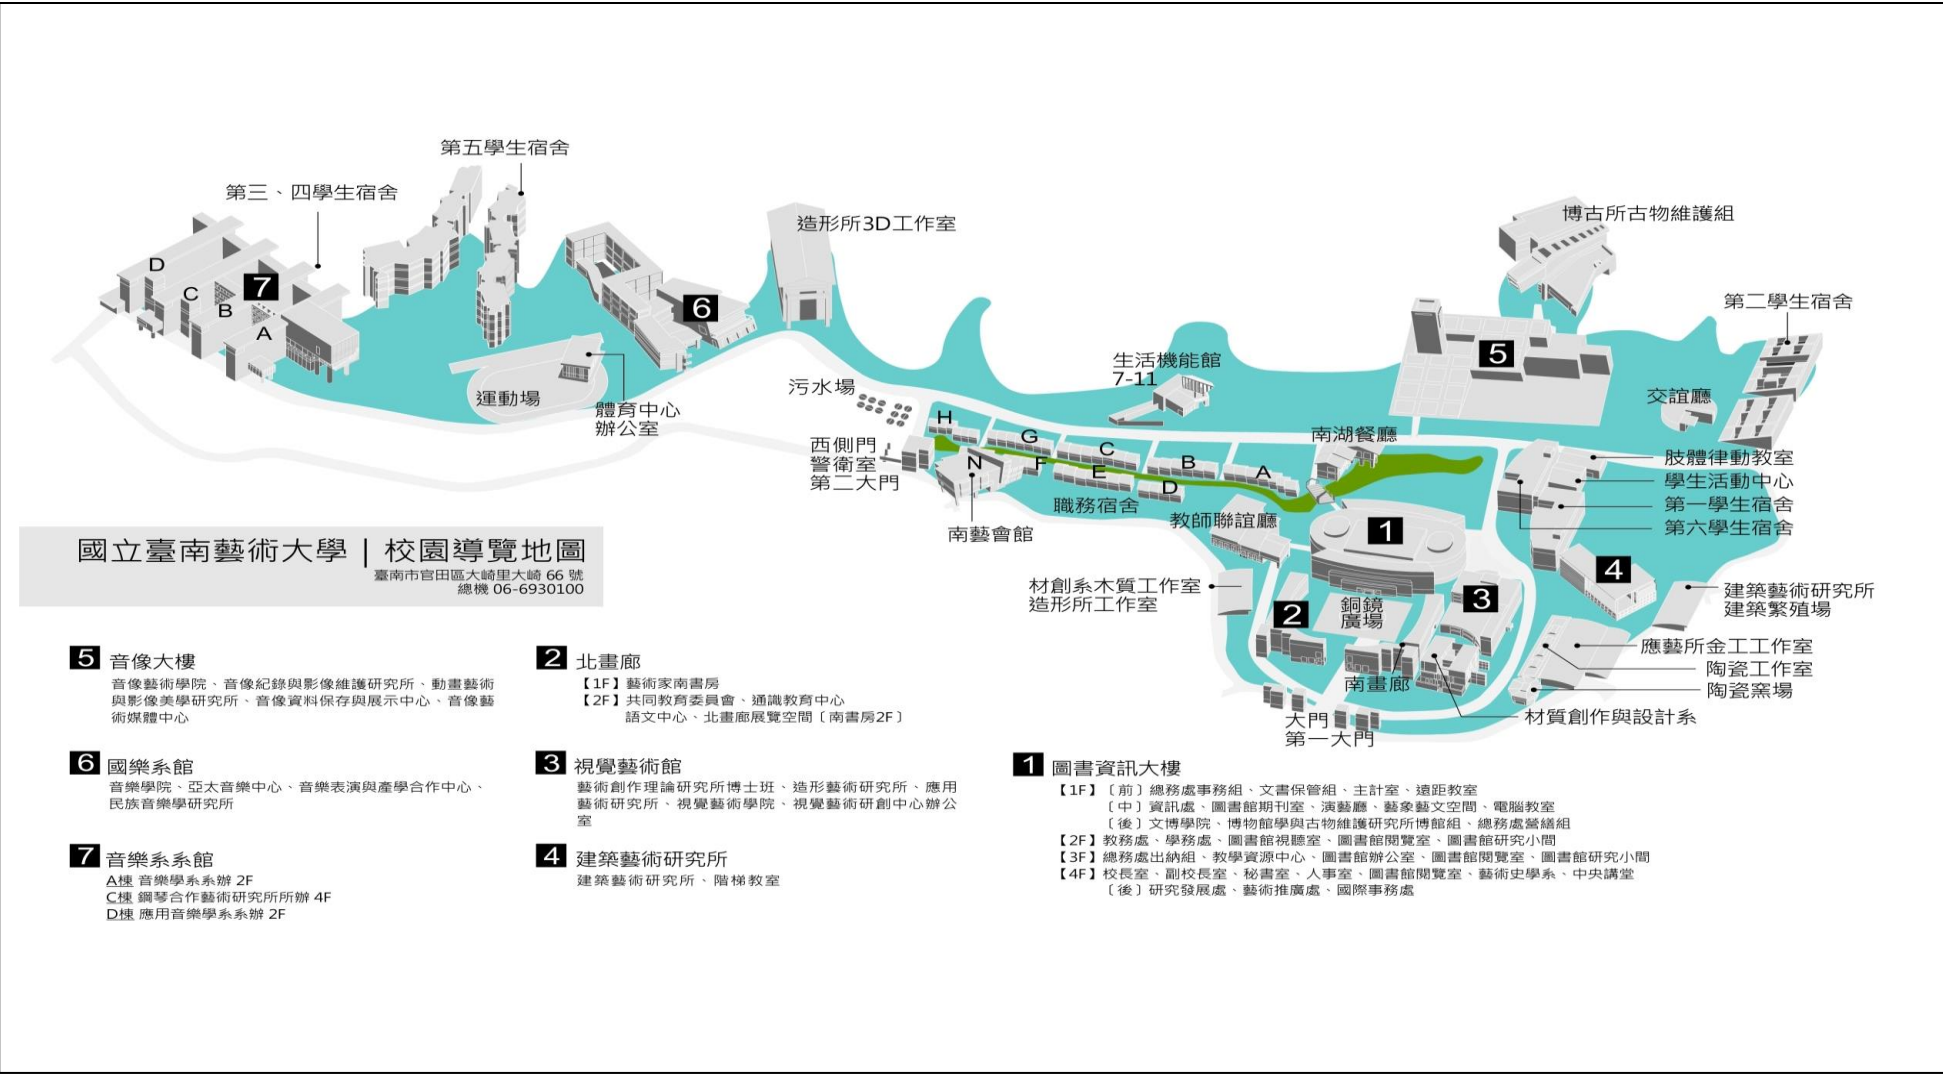 第五學生宿舍
第三、四學生宿舍
造形所3D工作室
博古所古物維護組
D
C
B
A
7
6
第二學生宿舍
5
生活機能館
7-11
運動場
體育中心
辦公室
污水場
交誼廳
西側門
警衛室
第二大門
H
G
C
B
A
N
F
E
D
南湖餐廳
職務宿舍
教師聯誼廳
南藝會館
肢體律動教室
學生活動中心
第一學生宿舍
第六學生宿舍
1
4
材創系木質工作室
造形所工作室
2
銅鏡
廣場
3
建築藝術研究所
建築繁殖場
應藝所金工工作室
陶瓷工作室
陶瓷窯場
南畫廊
材質創作與設計系
大門
第一大門
國立臺南藝術大學 | 校園導覽地圖
臺南市官田區大崎里大崎 66 號
總機 06-6930100
5 音像大樓
音像藝術學院、音像紀錄與影像維護研究所、動畫藝術
與影像美學研究所、音像資料保存與展示中心、音像藝
術媒體中心
6 國樂系館
音樂學院、亞太音樂中心、音樂表演與產學合作中心、
民族音樂學研究所
7 音樂系系館
A棟 音樂學系系辦 2F
C棟 鋼琴合作藝術研究所所辦 4F
D棟 應用音樂學系系辦 2F
2 北畫廊
【1F】藝術家南書房
【2F】共同教育委員會、通識教育中心
語文中心、北畫廊展覽空間〔南書房2F〕
3 視覺藝術館
藝術創作理論研究所博士班、造形藝術研究所、應用
藝術研究所、視覺藝術學院、視覺藝術研創中心辦公
室
4 建築藝術研究所
建築藝術研究所、階梯教室
1 圖書資訊大樓
【1F】〔前〕總務處事務組、文書保管組、主計室、遠距教室
〔中〕資訊處、圖書館期刊室、演藝廳、藝象藝文空間、電腦教室
〔後〕文博學院、博物館學與古物維護研究所博館組、總務處營繕組
【2F】教務處、學務處、圖書館視聽室、圖書館閱覽室、圖書館研究小間
【3F】總務處出納組、教學資源中心、圖書館辦公室、圖書館閱覽室、圖書館研究小間
【4F】校長室、副校長室、秘書室、人事室、圖書館閱覽室、藝術史學系、中央講堂
〔後〕研究發展處、藝術推廣處、國際事務處